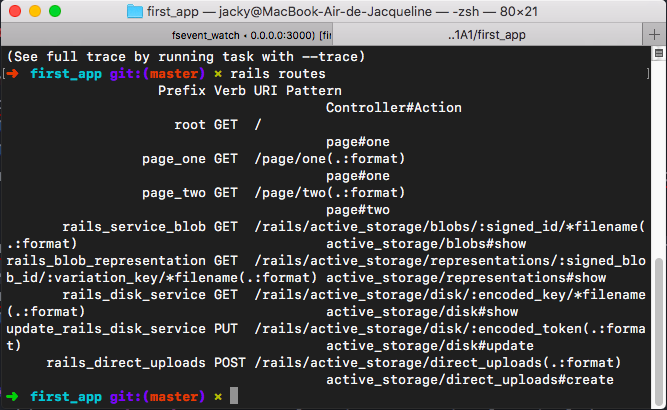 first_app — jacky@MacBook-Air-de-Jacqueline — -zsh — 80×21
fsevent_watch • 0.0.0.0:3000) [fir ..1A1/first_app +
(See full trace by running task with --trace)
[➜ first_app git:(master) × rails routes ]
Prefix Verb URI Pattern
Controller#Action
root GET /
page#one
page_one GET /page/one(.:format)
page#one
page_two GET /page/two(.:format)
page#two
rails_service_blob GET /rails/active_storage/blobs/:signed_id/*filename(
.:format) active_storage/blobs#show
rails_blob_representation GET /rails/active_storage/representations/:signed_blo
b_id/:variation_key/*filename(.:format) active_storage/representations#show
rails_disk_service GET /rails/active_storage/disk/:encoded_key/*filename
(.:format) active_storage/disk#show
update_rails_disk_service PUT /rails/active_storage/disk/:encoded_token(.:forma
t) active_storage/disk#update
rails_direct_uploads POST /rails/active_storage/direct_uploads(.:format)
active_storage/direct_uploads#create
➜ first_app git:(master) ×